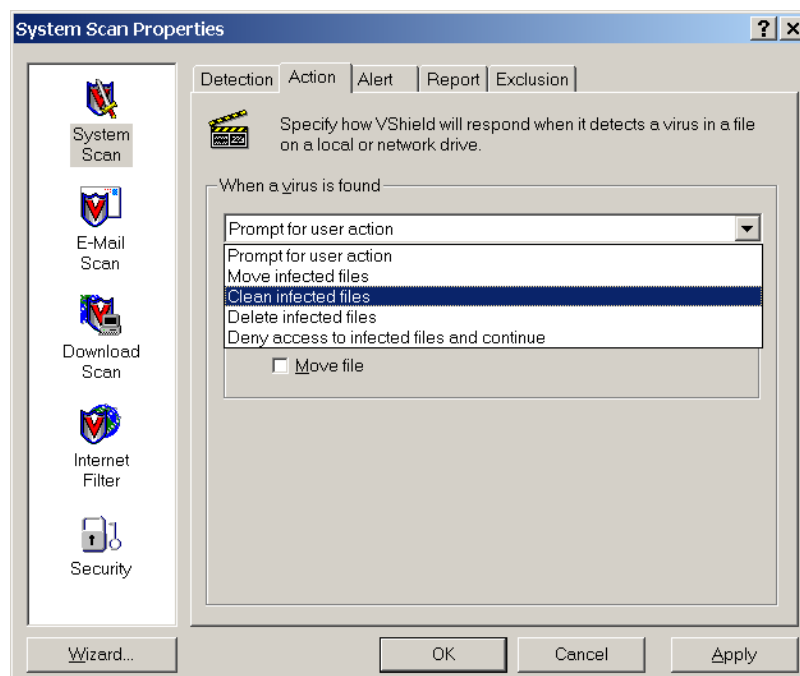 System Scan Properties
System
Scan
E-Mail
Scan
Download
Scan
Internet
Filter
Security
Detection
Action
Alert
Report
Exclusion
Specify how VShield will respond when it detects a virus in a file
on a local or network drive.
When a virus is found
Prompt for user action
Prompt for user action
Move infected files
Clean infected files
Delete infected files
Deny access to infected files and continue
Move file
Wizard...
OK
Cancel
Apply